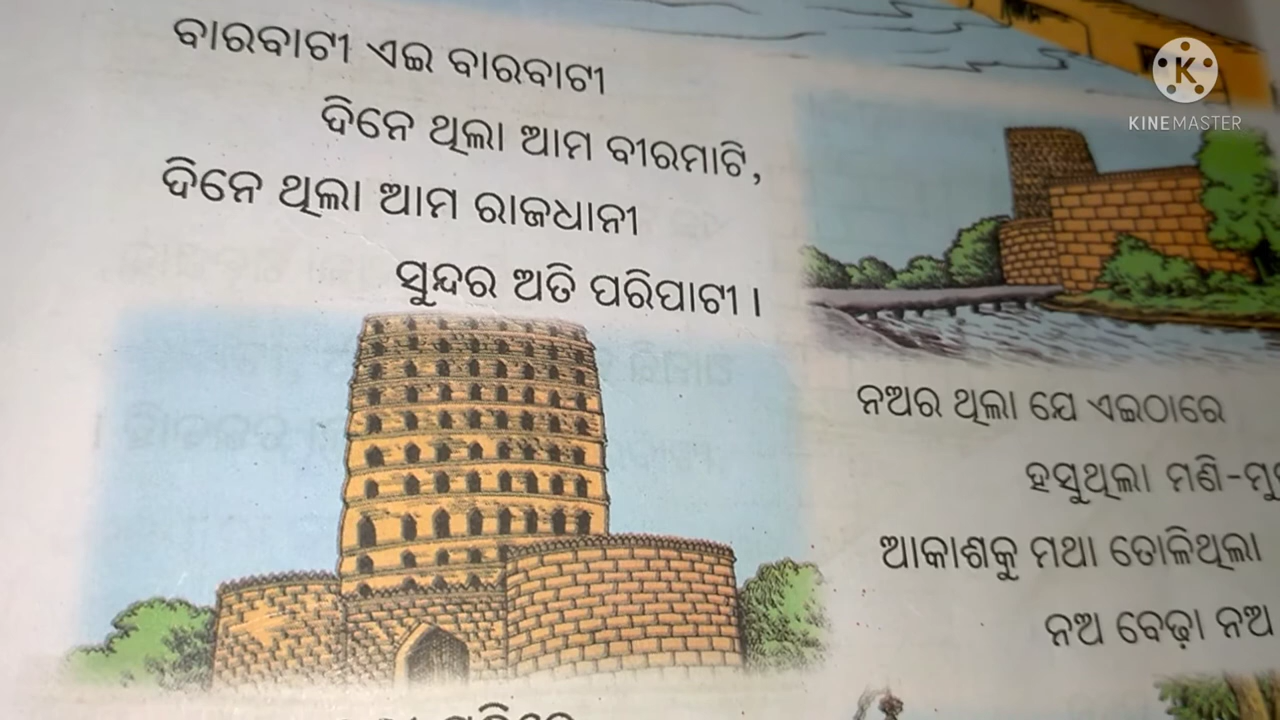 ବାରବାଟୀ ଏଇ ବାରବାଟୀ
ଦିନେ ଥିଲା ଆମ ବୀରମାଟି,
ଦିନେ ଥିଲା ଆମ ରାଜଧାନୀ
ସୁନ୍ଦର ଅତି ପରିପାଟୀ ।
ନଅର ଥିଲା ଯେ ଏଇଠାରେ
ହସୁଥିଲା ମଣି-
ଆକାଶକୁ ମଥା ତୋଳିଥିଲା
ନଅ ବେଢ଼ା ନଅ
KINEMASTER